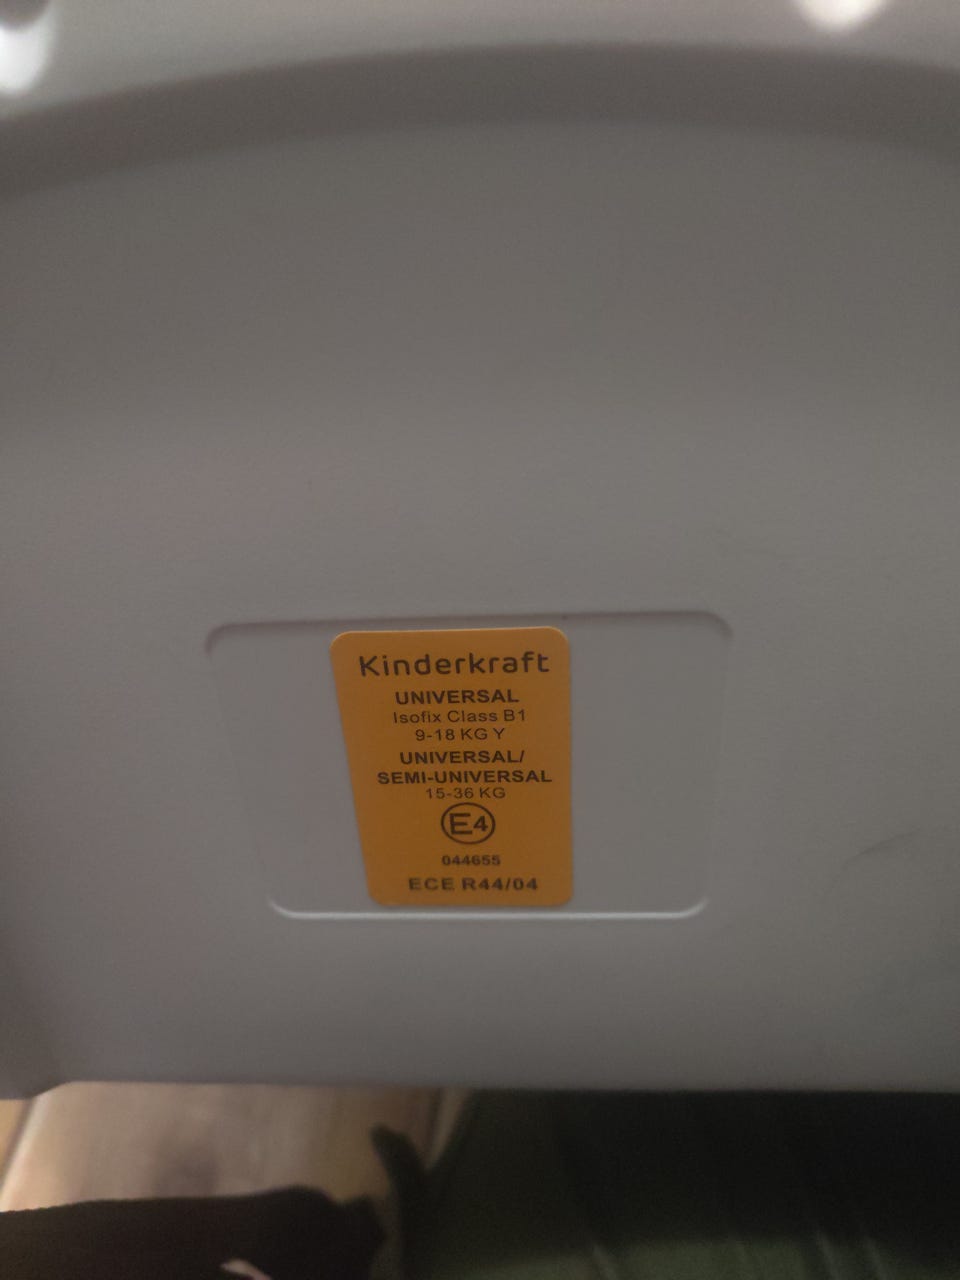 Kinderkraft
UNIVERSAL
Isofix Class B1
9-18 KG Y
UNIVERSAL/
SEMI-UNIVERSAL
15-36 KG
E4
044655
ECE R44/04